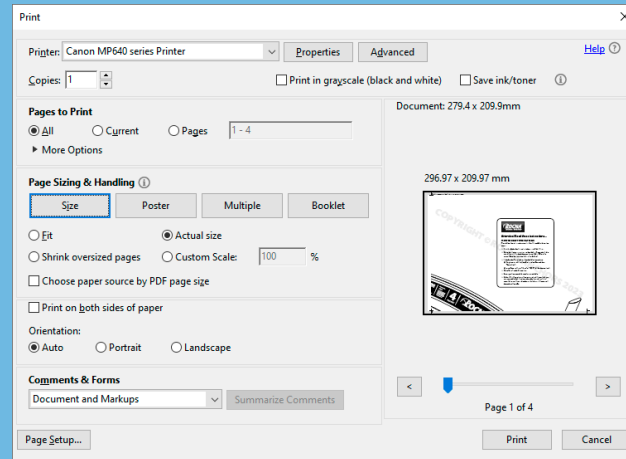 Print
Printer: Canon MP640 series Printer Properties Advanced Help
Copies: 1 Print in grayscale (black and white) Save ink/toner
Pages to Print
All Current Pages 1 - 4
More Options
Page Sizing & Handling
Size Poster Multiple Booklet
Fit Actual size
Shrink oversized pages Custom Scale: 100 %
Choose paper source by PDF page size
Print on both sides of paper
Orientation:
Auto Portrait Landscape
Comments & Forms
Document and Markups Summarize Comments
Page Setup...
Document: 279.4 x 209.9mm
296.97 x 209.97 mm
COPYRIGHT ©
2023
< >
Page 1 of 4
Print Cancel